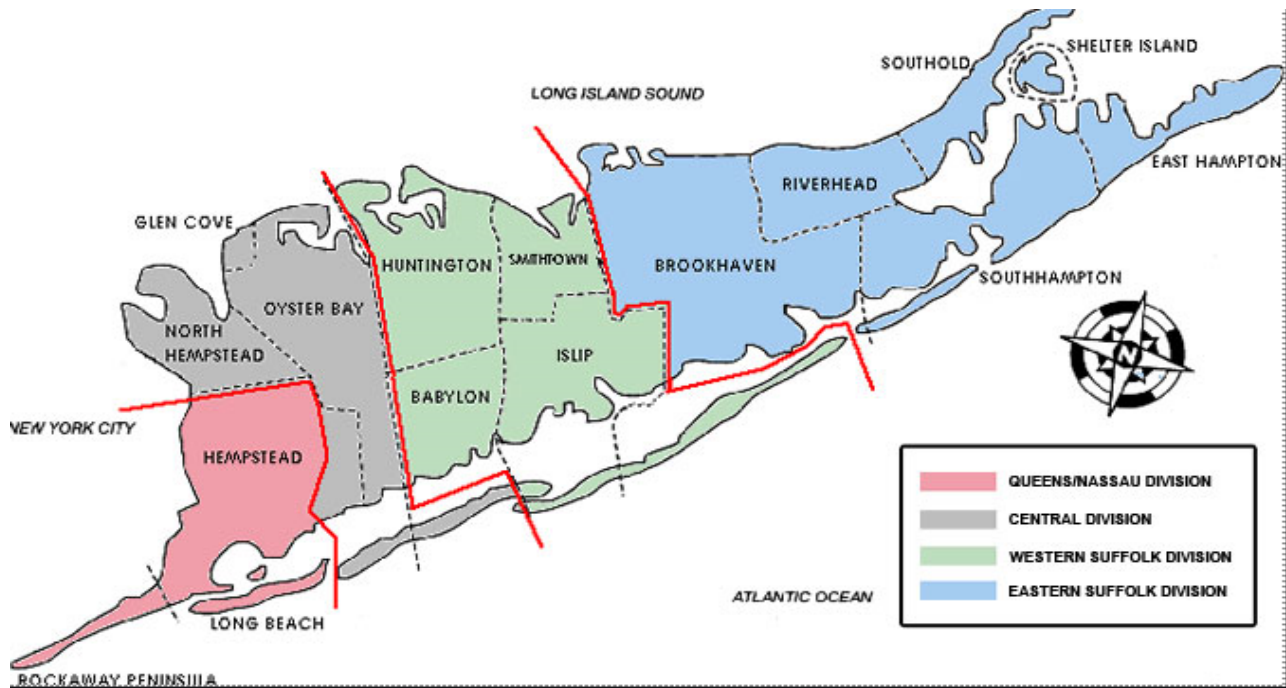 SHELTER ISLAND
SOUTHOLD
LONG ISLAND SOUND
EAST HAMPTON
RIVERHEAD
GLEN COVE
HUNTINGTON
SMITHTOWN
BROOKHAVEN
SOUTHHAMPTON
OYSTER BAY
NORTH
HEMPSTEAD
ISLIP
BABYLON
N
NEW YORK CITY
HEMPSTEAD
QUEENS/NASSAU DIVISION
CENTRAL DIVISION
WESTERN SUFFOLK DIVISION
EASTERN SUFFOLK DIVISION
ATLANTIC OCEAN
LONG BEACH
ROCKAWAY PENINSULA